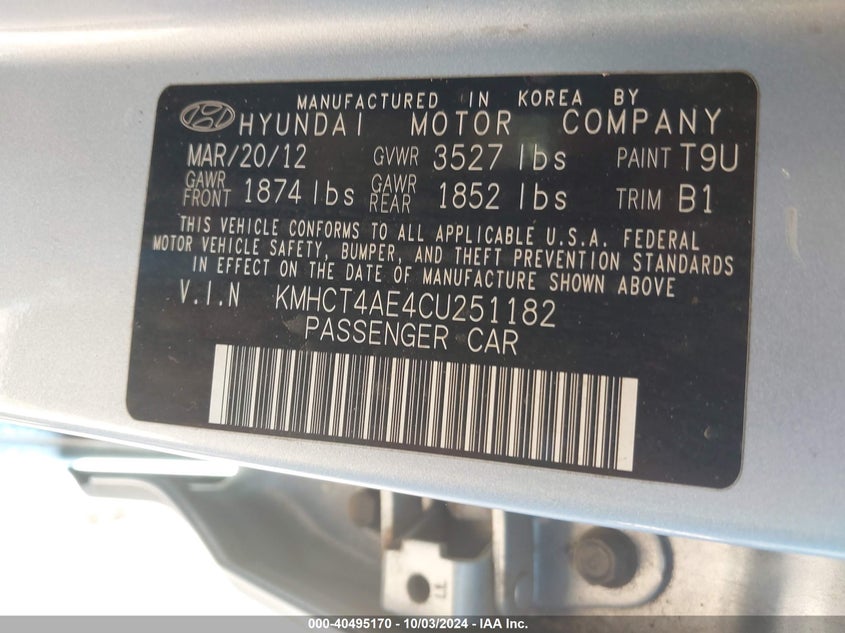 MANUFACTURED IN KOREA BY
HYUNDAI MOTOR COMPANY
MAR/20/12 GVWR 3527 lbs PAINT T9U
GAWR FRONT 1874 lbs GAWR REAR 1852 lbs TRIM B1
THIS VEHICLE CONFORMS TO ALL APPLICABLE U.S.A. FEDERAL
MOTOR VEHICLE SAFETY, BUMPER, AND THEFT PREVENTION STANDARDS
IN EFFECT ON THE DATE OF MANUFACTURE SHOWN ABOVE
V.I.N KMHCT4AE4CU251182
PASSENGER CAR
LT
000-40495170 - 10/03/2024 - IAA Inc.